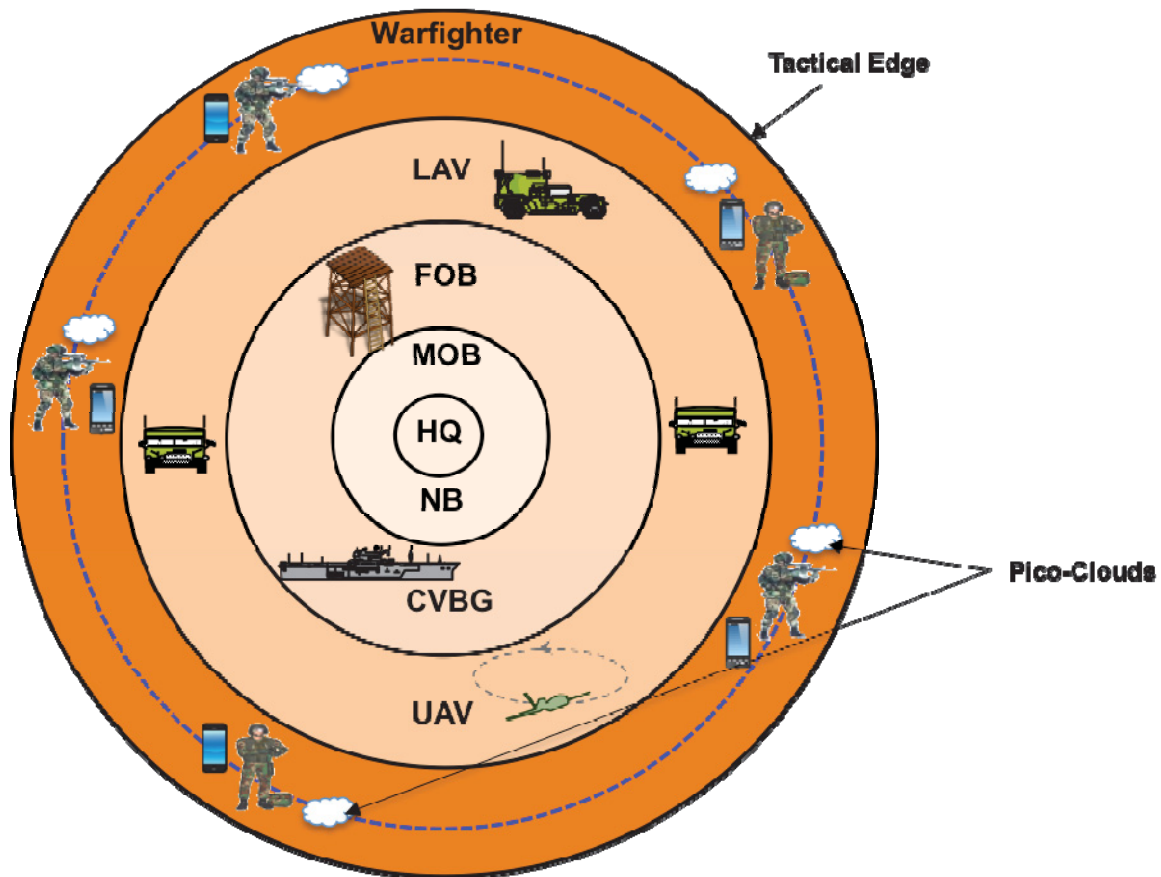 Warfighter
Tactical Edge
LAV
FOB
MOB
HQ
NB
CVBG
Pico-Clouds
UAV